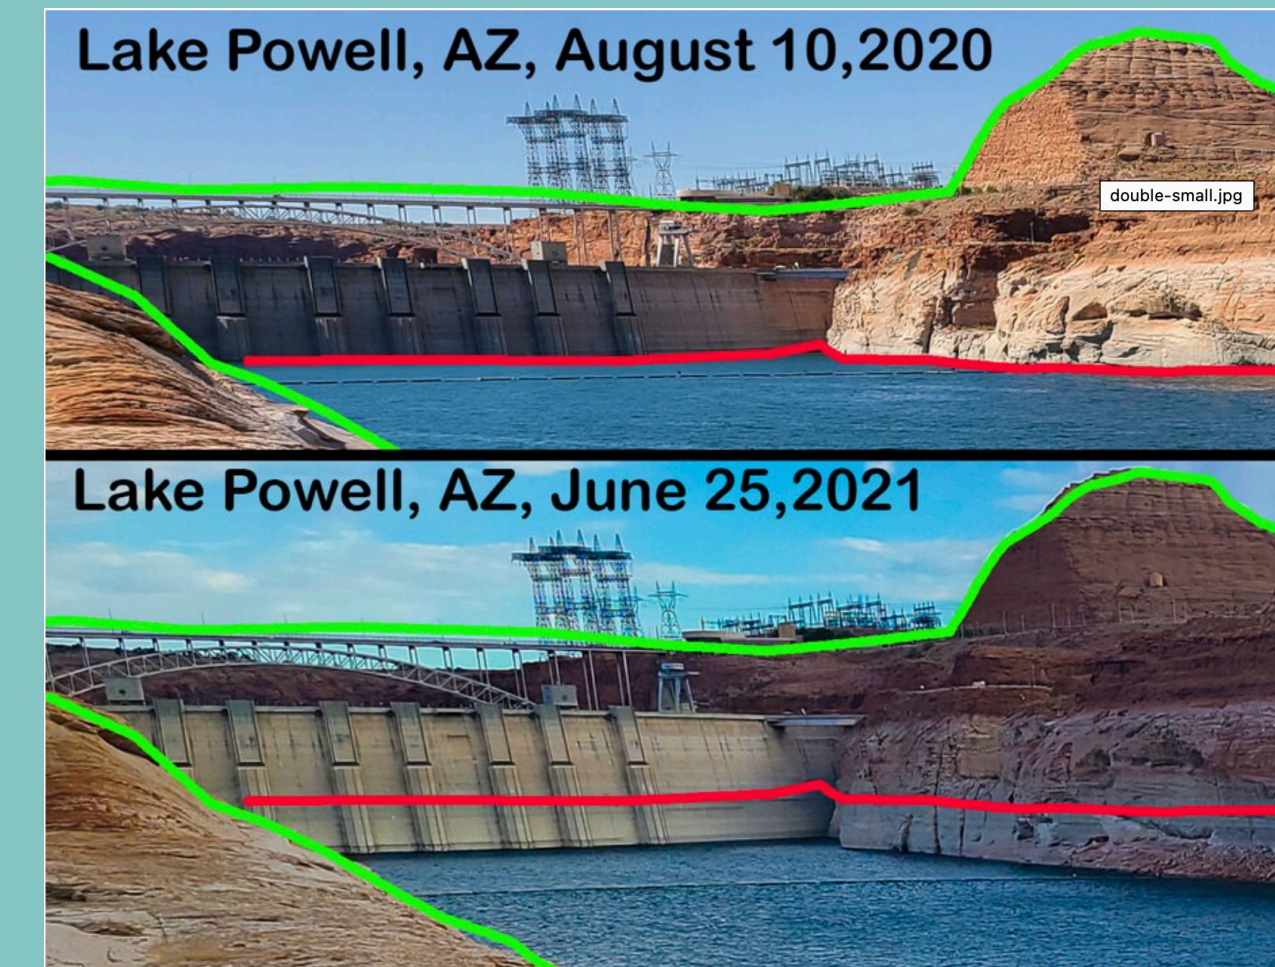 Lake Powell, AZ, August 10,2020
double-small.jpg
Lake Powell, AZ, June 25,2021